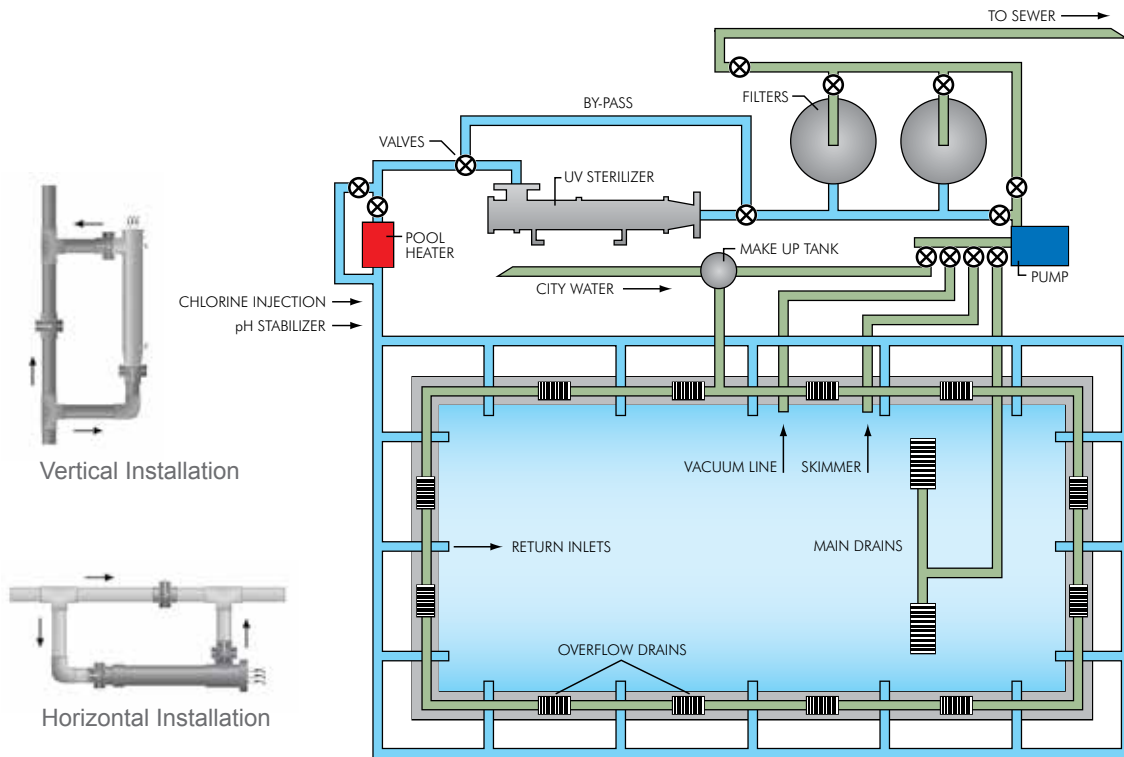 TO SEWER
BY-PASS
FILTERS
VALVES
UV STERILIZER
POOL
HEATER
MAKE UP TANK
PUMP
CITY WATER
CHLORINE INJECTION
pH STABILIZER
Vertical Installation
VACUUM LINE
SKIMMER
RETURN INLETS
MAIN DRAINS
OVERFLOW DRAINS
Horizontal Installation